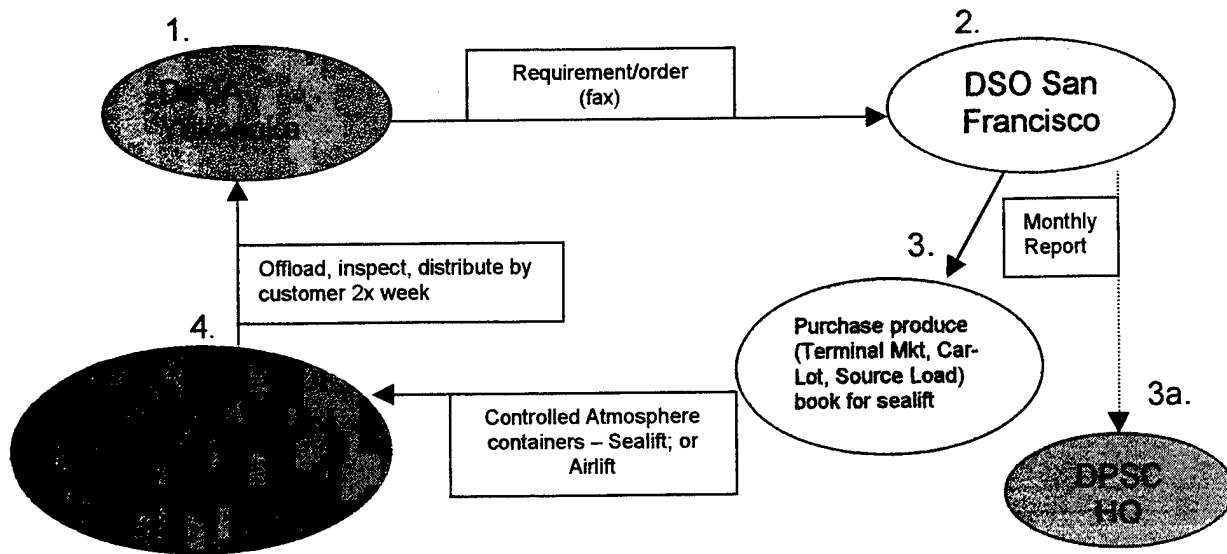 1.
DeCA
Yokosuka
Requirement/order
(fax)
2.
DSO San
Francisco
Monthly
Report
3.
Purchase produce
(Terminal Mkt, Car-
Lot, Source Load)
book for sealift
3a.
DPSC
HQ
Controlled Atmosphere
containers – Sealift; or
Airlift
4.
Offload, inspect, distribute by
customer 2x week